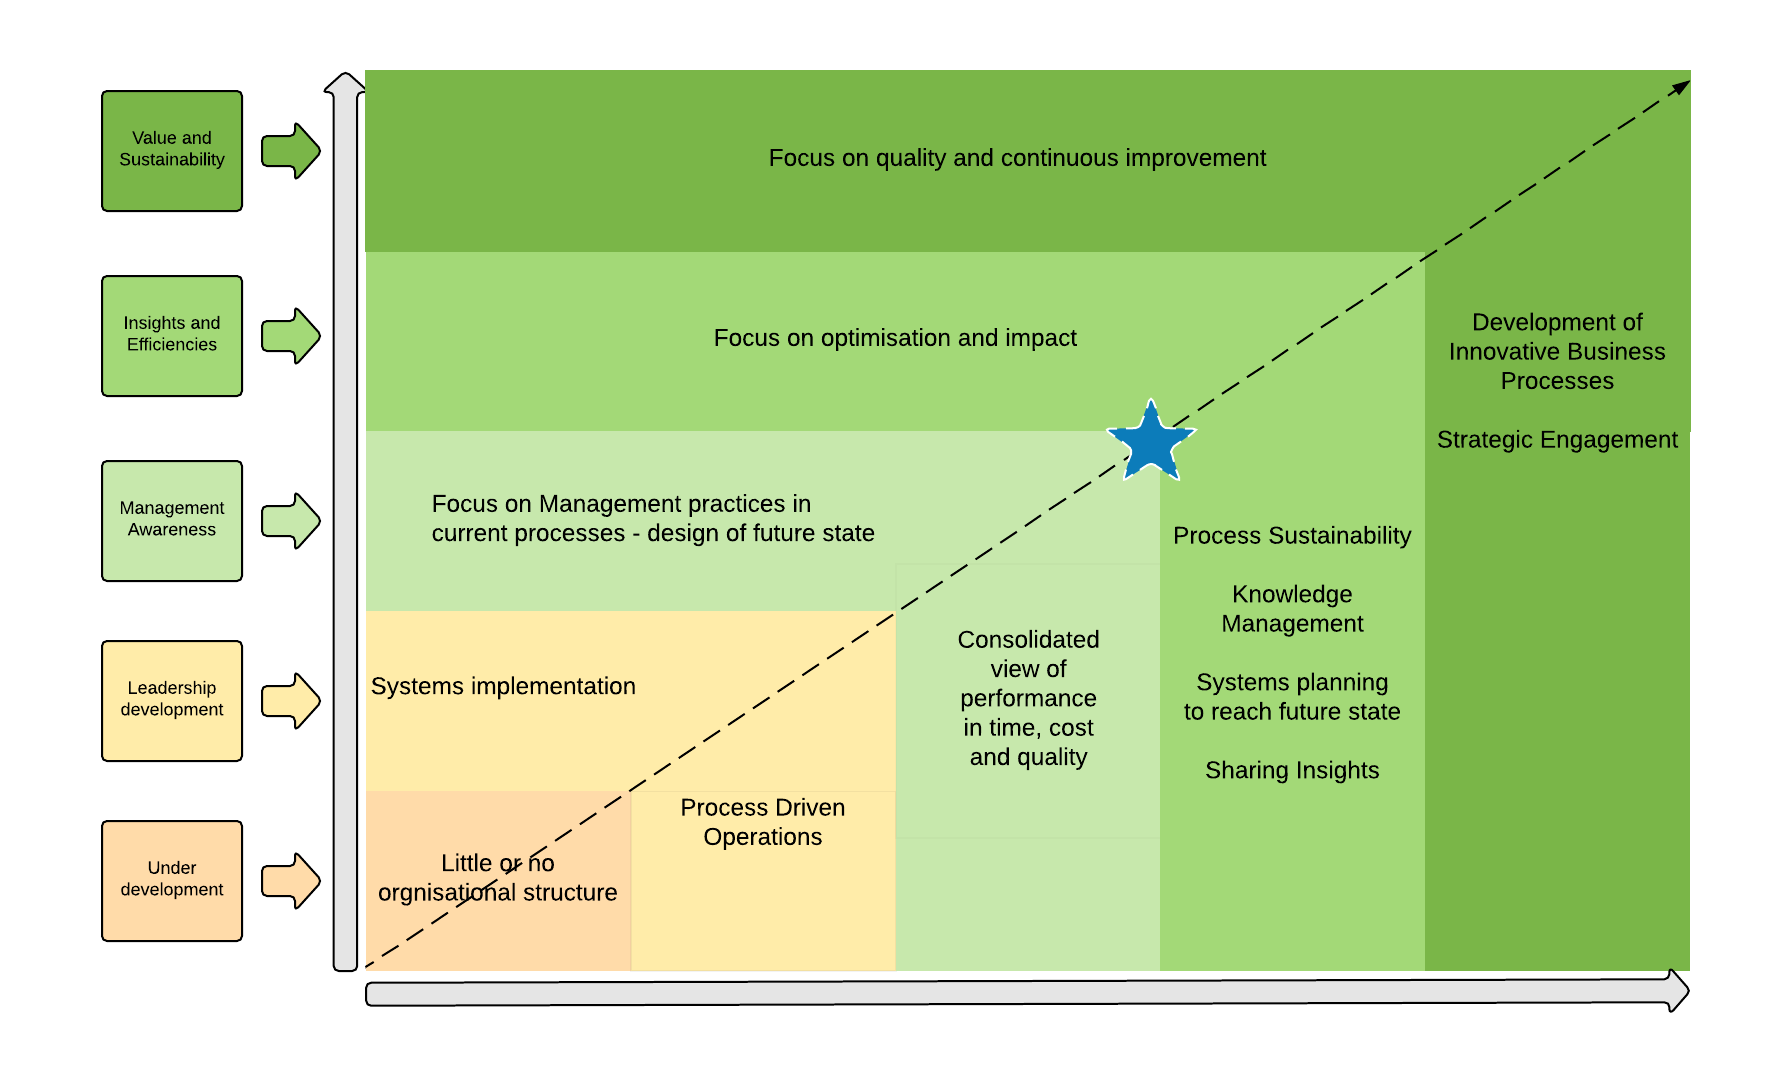 Value and
Sustainability
Focus on quality and continuous improvement
Insights and
Efficiencies
Focus on optimisation and impact
Development of
Innovative Business
Processes
Strategic Engagement
Management
Awareness
Focus on Management practices in
current processes - design of future state
Process Sustainability
Knowledge
Management
Systems planning
to reach future state
Sharing Insights
Consolidated
view of
performance
in time, cost
and quality
Leadership
development
Systems implementation
Process Driven
Operations
Under
development
Little or no
orgnisational structure